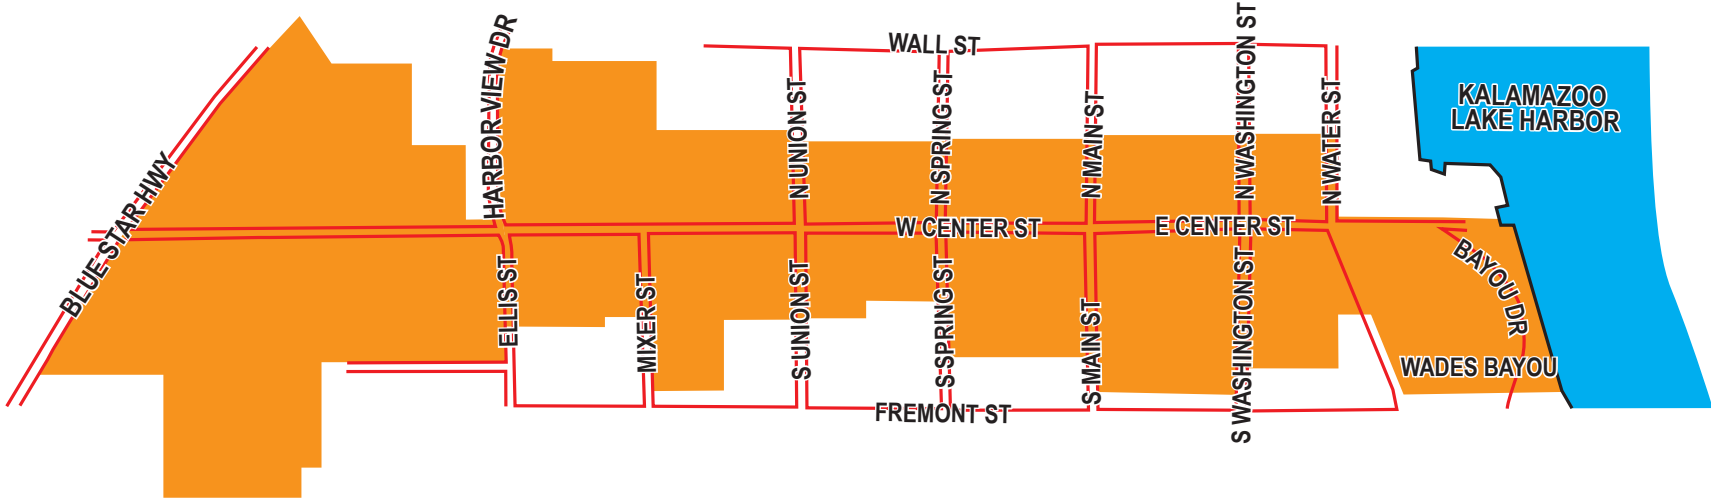 BLUE STAR HWY
HARBOR VIEW DR
WALL ST
N UNION ST
N SPRING ST
N MAIN ST
N WASHINGTON ST
N WATER ST
KALAMAZOO
LAKE HARBOR
W CENTER ST
E CENTER ST
ELLIS ST
MIXER ST
S UNION ST
S SPRING ST
S MAIN ST
S WASHINGTON ST
BAYOU DR
WADES BAYOU
FREMONT ST